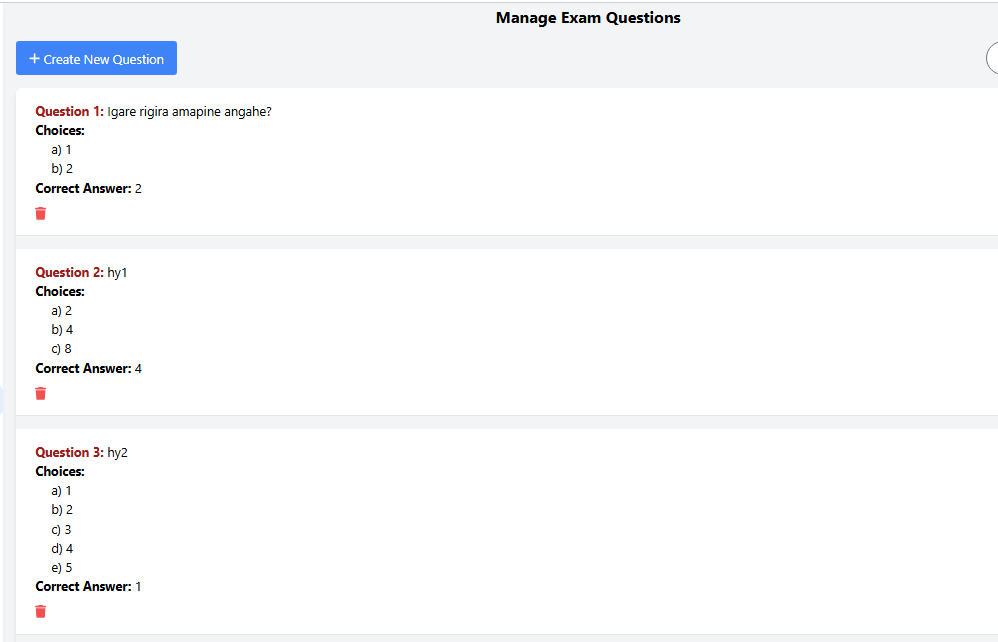 Manage Exam Questions
+ Create New Question
Question 1: Igare rigira amapine angahe?
Choices:
a) 1
b) 2
Correct Answer: 2
Question 2: hy1
Choices:
a) 2
b) 4
c) 8
Correct Answer: 4
Question 3: hy2
Choices:
a) 1
b) 2
c) 3
d) 4
e) 5
Correct Answer: 1